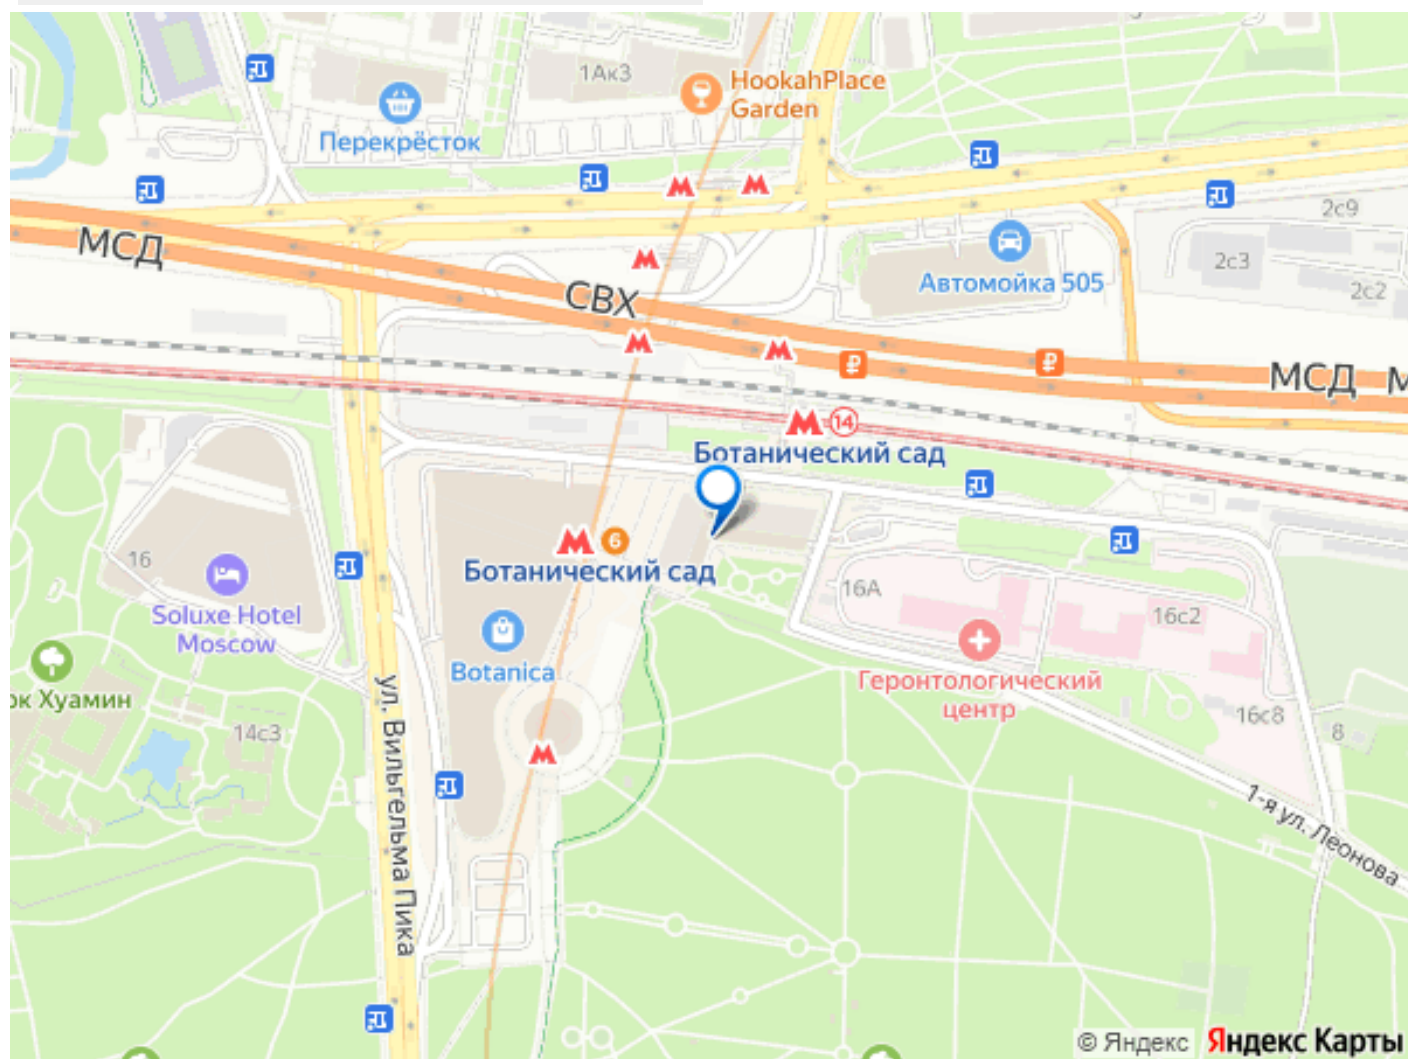 1Ак3
HookahPlace
Garden
Перекрёсток
2с9
МСД
2с3
СВХ
Автомойка 505
2с2
МСД
М
14
Ботанический сад
6
16
Ботанический сад
16А
16с2
Soluxe Hotel
Moscow
Botanica
Геронтологический
центр
рк Хуамин
14с3
16с8
8
ул. Вильгельма Пика
1-я ул. Леонова
© Яндекс
Яндекс Карты